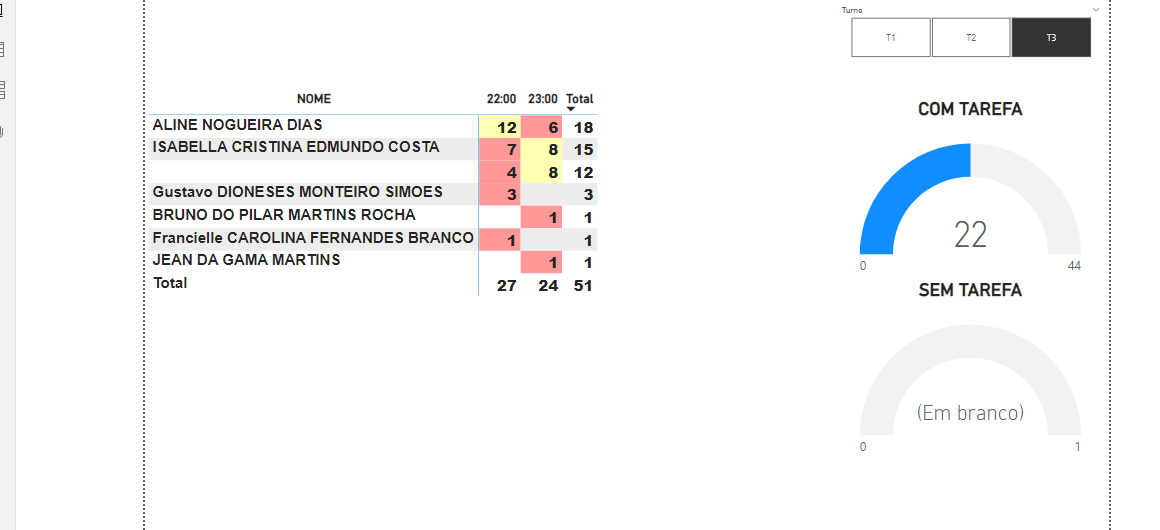 Turno
T1 T2 T3
NOME 22:00 23:00 Total
ALINE NOGUEIRA DIAS 12 6 18
ISABELLA CRISTINA EDMUNDO COSTA 7 8 15
4 8 12
Gustavo DIONESES MONTEIRO SIMOES 3 3
BRUNO DO PILAR MARTINS ROCHA 1 1
Francielle CAROLINA FERNANDES BRANCO 1 1
JEAN DA GAMA MARTINS 1 1
Total 27 24 51
COM TAREFA
22
0 44
SEM TAREFA
(Em branco)
0 1